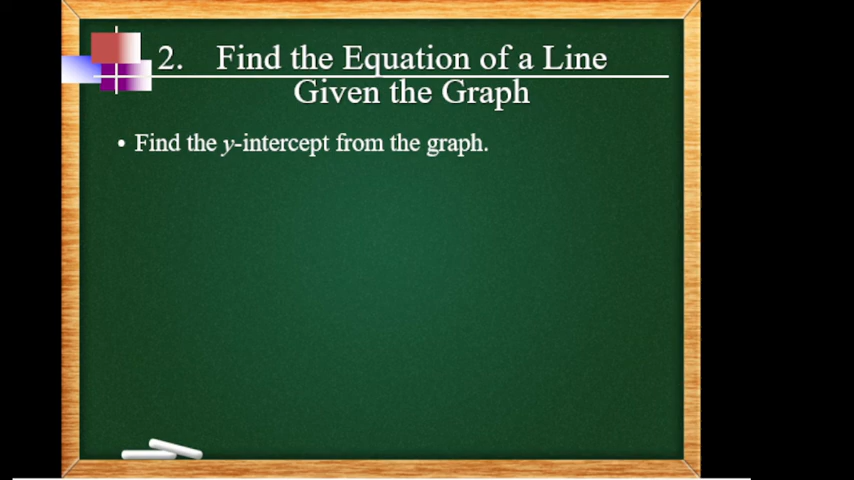 2. Find the Equation of a Line
Given the Graph
• Find the y-intercept from the graph.